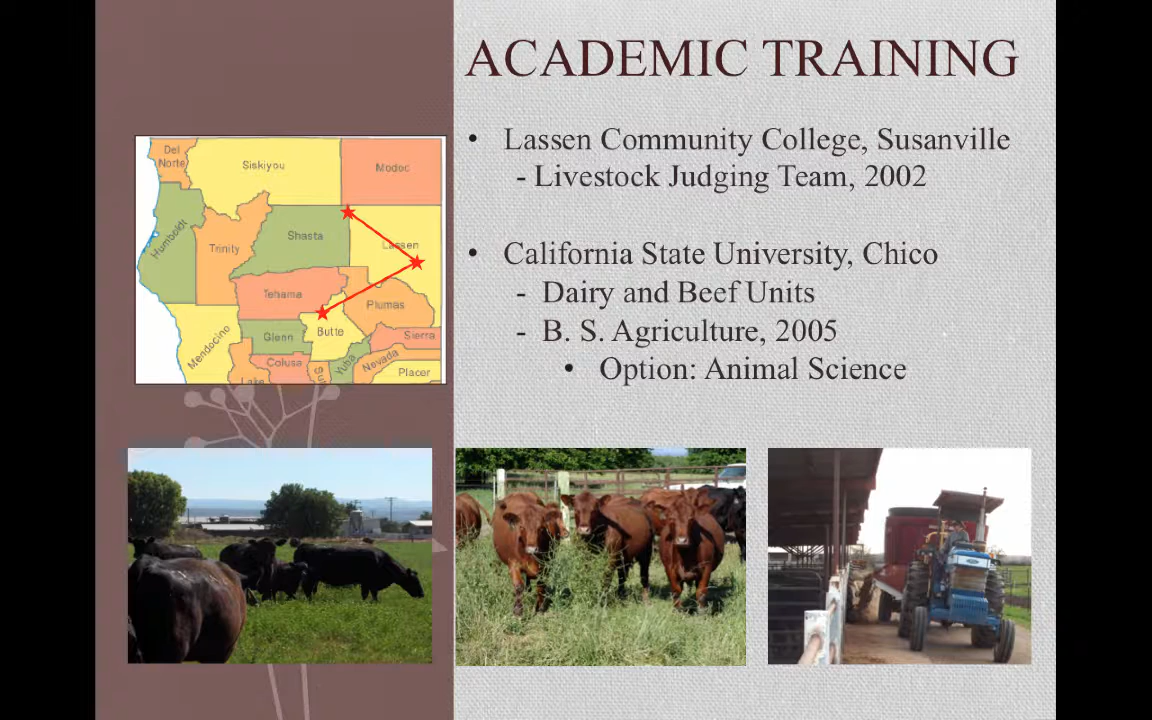 ACADEMIC TRAINING
• Lassen Community College, Susanville
- Livestock Judging Team, 2002
• California State University, Chico
- Dairy and Beef Units
- B. S. Agriculture, 2005
• Option: Animal Science
Del Norte
Siskiyou
Modoc
Humboldt
Trinity
Shasta
Lassen
Tehama
Plumas
Mendocino
Glenn
Butte
Sierra
Colusa
Yuba
Nevada
Lake
Placer